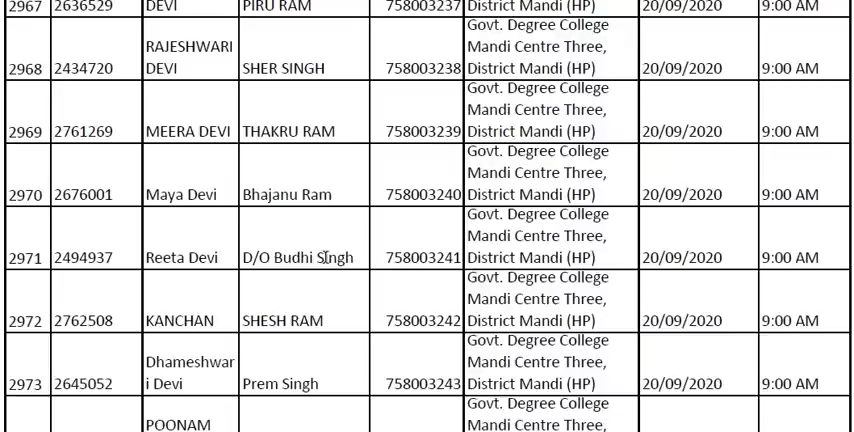 2967 2636529 DEVI PIRU RAM 758003237 District Mandi (HP) 20/09/2020 9:00 AM
Govt. Degree College
RAJESHWARI Mandi Centre Three,
2968 2434720 DEVI SHER SINGH 758003238 District Mandi (HP) 20/09/2020 9:00 AM
Govt. Degree College
Mandi Centre Three,
2969 2761269 MEERA DEVI THAKRU RAM 758003239 District Mandi (HP) 20/09/2020 9:00 AM
Govt. Degree College
Mandi Centre Three,
2970 2676001 Maya Devi Bhajanu Ram 758003240 District Mandi (HP) 20/09/2020 9:00 AM
Govt. Degree College
Mandi Centre Three,
2971 2494937 Reeta Devi D/O Budhi Singh 758003241 District Mandi (HP) 20/09/2020 9:00 AM
Govt. Degree College
Mandi Centre Three,
2972 2762508 KANCHAN SHESH RAM 758003242 District Mandi (HP) 20/09/2020 9:00 AM
Govt. Degree College
Dhameshwar Mandi Centre Three,
2973 2645052 i Devi Prem Singh 758003243 District Mandi (HP) 20/09/2020 9:00 AM
Govt. Degree College
POONAM Mandi Centre Three,